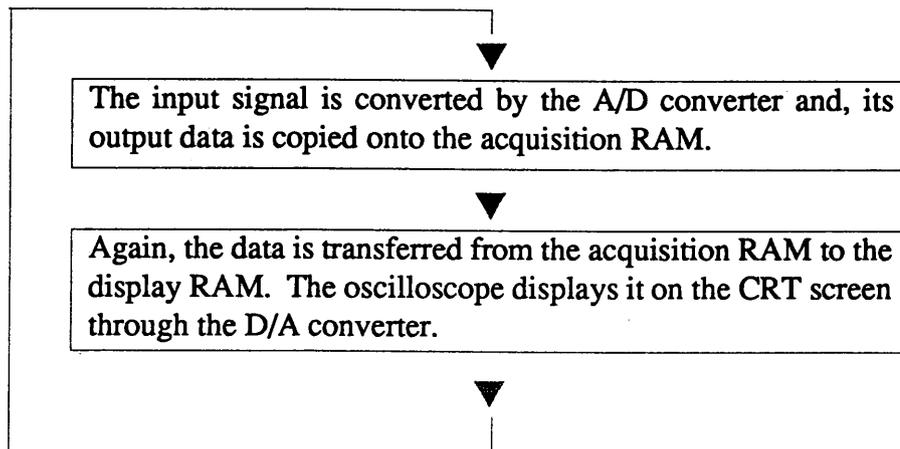 The input signal is converted by the A/D converter and, its
output data is copied onto the acquisition RAM.
Again, the data is transferred from the acquisition RAM to the
display RAM. The oscilloscope displays it on the CRT screen
through the D/A converter.